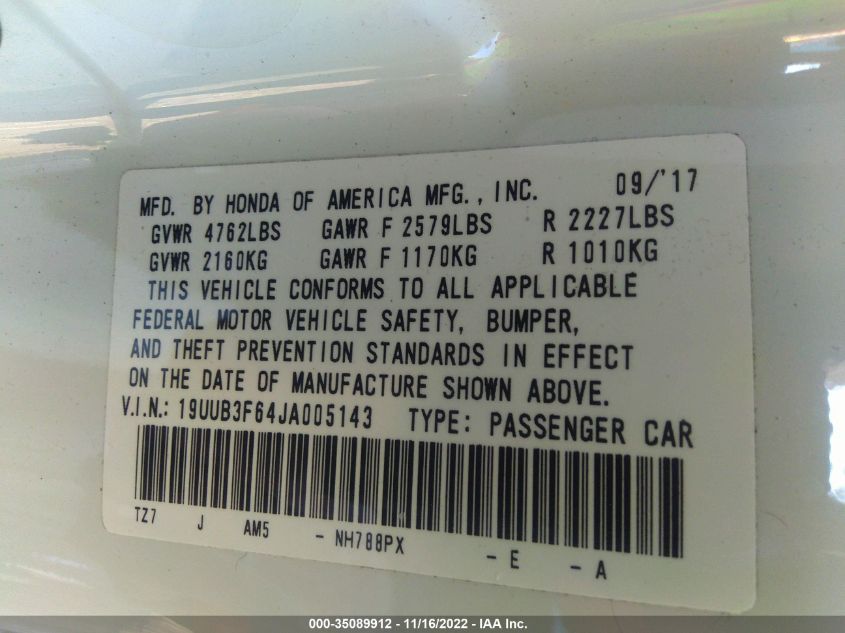 MFD. BY HONDA OF AMERICA MFG., INC. 09/'17
GVWR 4762LBS GAWR F 2579LBS R 2227LBS
GVWR 2160KG GAWR F 1170KG R 1010KG
THIS VEHICLE CONFORMS TO ALL APPLICABLE
FEDERAL MOTOR VEHICLE SAFETY, BUMPER,
AND THEFT PREVENTION STANDARDS IN EFFECT
ON THE DATE OF MANUFACTURE SHOWN ABOVE.
V.I.N.: 19UUB3F64JA005143 TYPE: PASSENGER CAR
TZ7 J AM5 - NH788PX - E - A
000-35089912 - 11/16/2022 - IAA Inc.